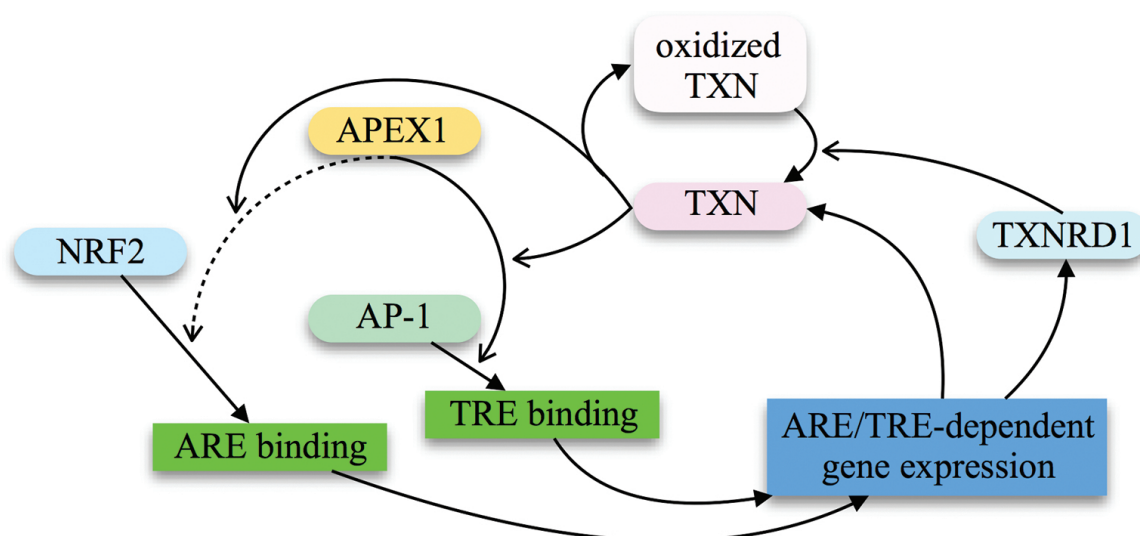 oxidized
TXN
APEX1
TXN
NRF2
TXNRD1
AP-1
TRE binding
ARE binding
ARE/TRE-dependent
gene expression